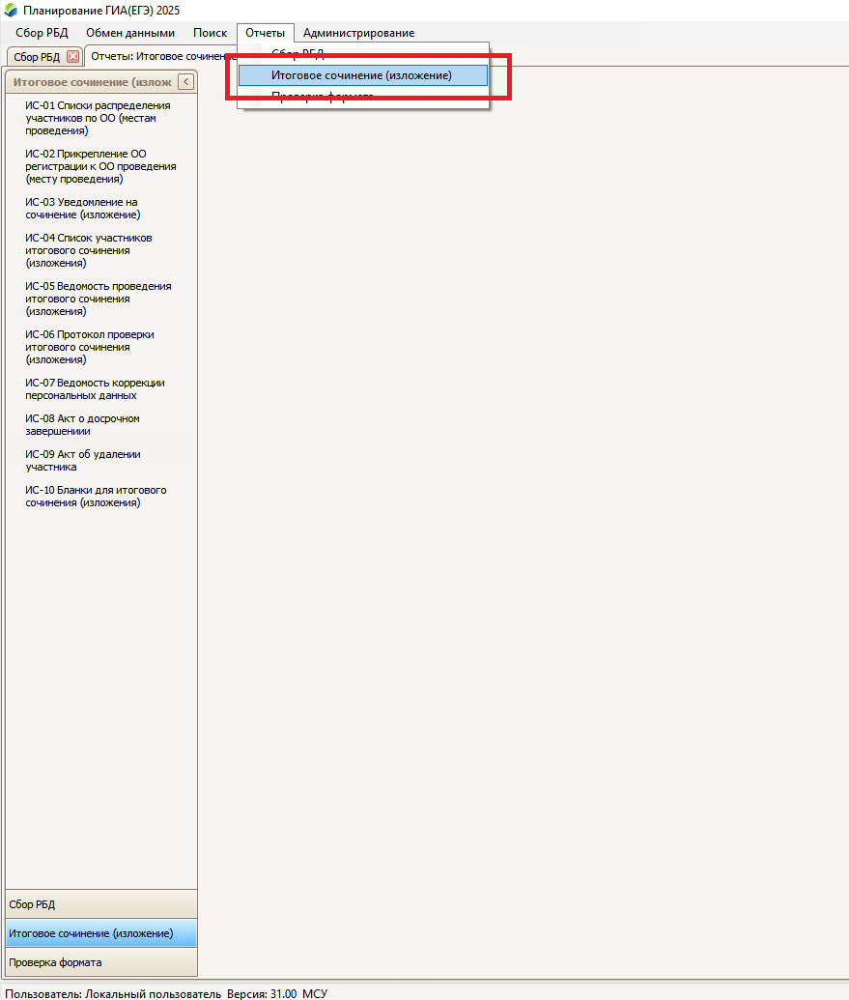 Планирование ГИА(ЕГЭ) 2025
Сбор РБД Обмен данными Поиск Отчеты Администрирование
Сбор РБД Отчеты: Итоговое сочинение
Сбор РБД
Итоговое сочинение (изложение)
Проверка формата
Итоговое сочинение (излож
ИС-01 Списки распределения
участников по ОО (местам
проведения)
ИС-02 Прикрепление ОО
регистрации к ОО проведения
(месту проведения)
ИС-03 Уведомление на
сочинение (изложение)
ИС-04 Список участников
итогового сочинения
(изложения)
ИС-05 Ведомость проведения
итогового сочинения
(изложения)
ИС-06 Протокол проверки
итогового сочинения
(изложения)
ИС-07 Ведомость коррекции
персональных данных
ИС-08 Акт о досрочном
завершениии
ИС-09 Акт об удалении
участника
ИС-10 Бланки для итогового
сочинения (изложения)
Сбор РБД
Итоговое сочинение (изложение)
Проверка формата
Пользователь: Локальный пользователь Версия: 31.00 МСУ